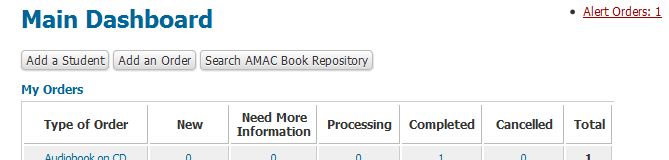 Main Dashboard
Alert Orders: 1
Add a Student Add an Order Search AMAC Book Repository
My Orders
Type of Order New Need More Information Processing Completed Cancelled Total
Audiobook on CD 0 0 0 1 0 1